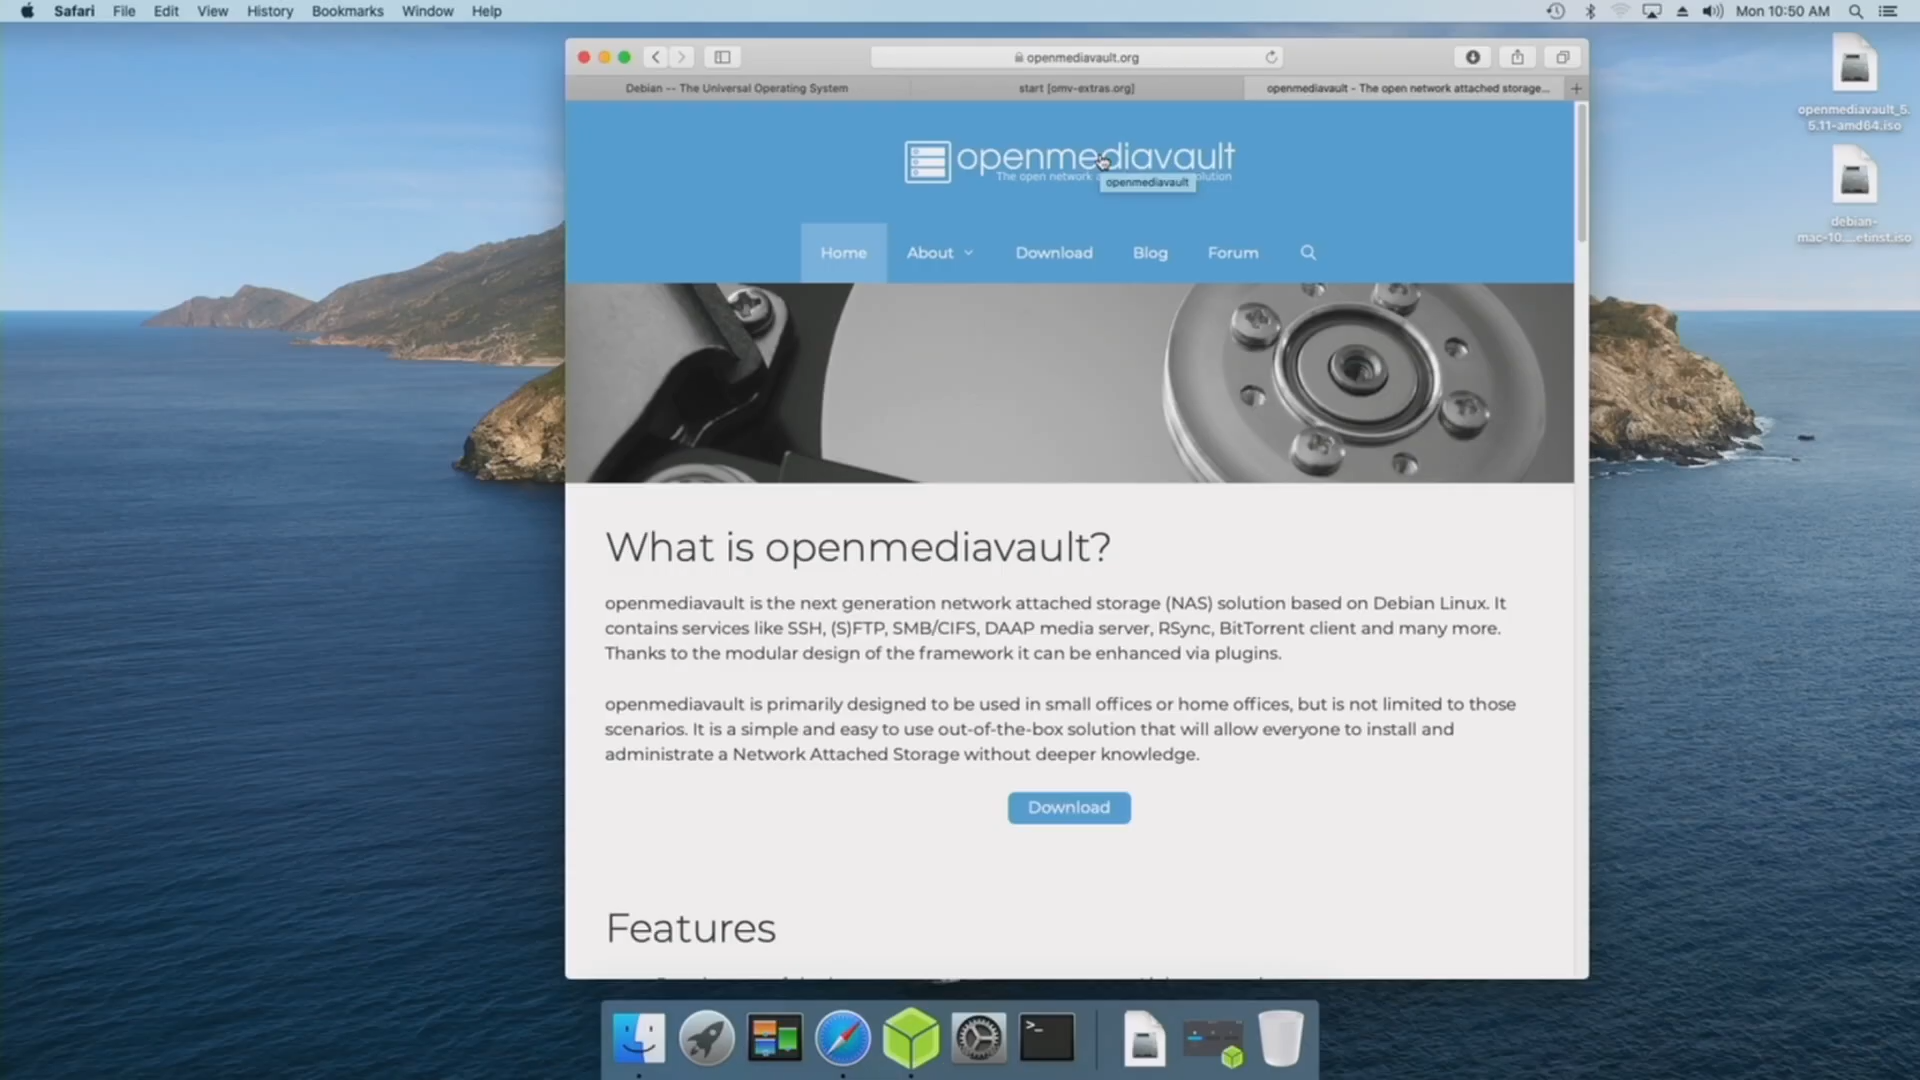 Safari File Edit View History Bookmarks Window Help
Mon 10:50 AM
openmediavault.org
Debian -- The Universal Operating System
start [omv-extras.org]
openmediavault - The open network attached storage...
openmediavault_5.
5.11-amd64.iso
debian-
mac-10....etinst.iso
openmediavault
The open network a
olution
openmediavault
Home
About
Download
Blog
Forum
What is openmediavault?
openmediavault is the next generation network attached storage (NAS) solution based on Debian Linux. It
contains services like SSH, (S)FTP, SMB/CIFS, DAAP media server, RSync, BitTorrent client and many more.
Thanks to the modular design of the framework it can be enhanced via plugins.
openmediavault is primarily designed to be used in small offices or home offices, but is not limited to those
scenarios. It is a simple and easy to use out-of-the-box solution that will allow everyone to install and
administrate a Network Attached Storage without deeper knowledge.
Download
Features